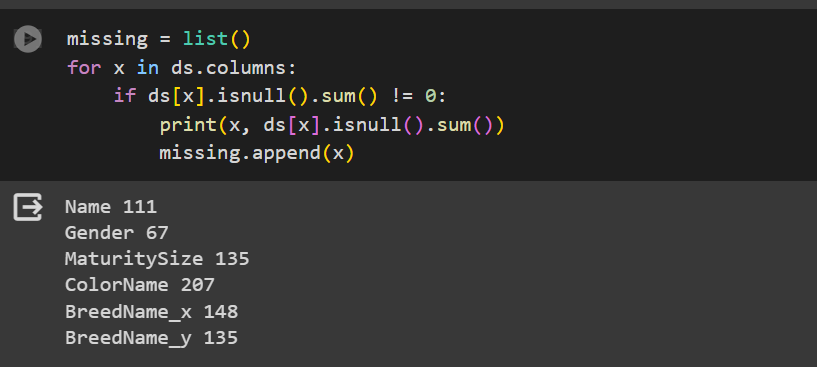 missing = list()
for x in ds.columns:
    if ds[x].isnull().sum() != 0:
        print(x, ds[x].isnull().sum())
        missing.append(x)
Name 111
Gender 67
MaturitySize 135
ColorName 207
BreedName_x 148
BreedName_y 135